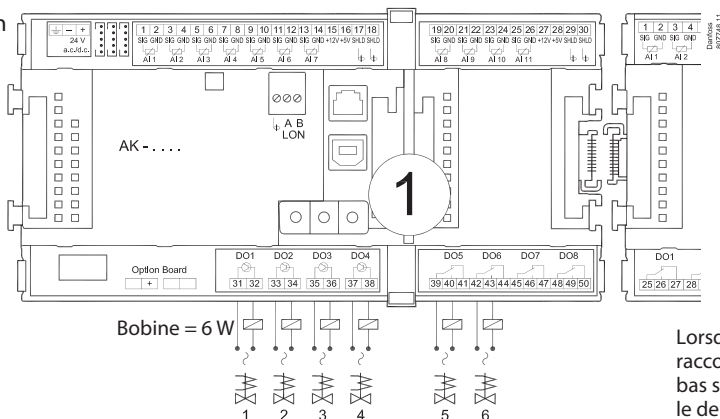 n
1 2 3 4 5 6 7 8 9 10 11 12 13 14 15 16 17 18
SIG GND SIG GND SIG GND SIG GND SIG GND SIG GND SIG GND +12V +5V SHLD SHLD
AI 1 AI 2 AI 3 AI 4 AI 5 AI 6 AI 7
- +
24 V
a.c./d.c.
19 20 21 22 23 24 25 26 27 28 29 30
SIG GND SIG GND SIG GND SIG GND +12V +5V SHLD SHLD
AI 8 AI 9 AI 10 AI 11
1 2 3 4
SIG GND SIG GND
AI 1 AI 2
Danfoss
80Z748.11
A B
LON
AK - . . . .
1
Option Board
+
DO1 DO2 DO3 DO4
31 32 33 34 35 36 37 38
DO5 DO6 DO7 DO8
39 40 41 42 43 44 45 46 47 48 49 50
DO1
25 26 27 28
Bobine = 6 W
1 2 3 4 5 6
Lorsc
racco
bas s
le de